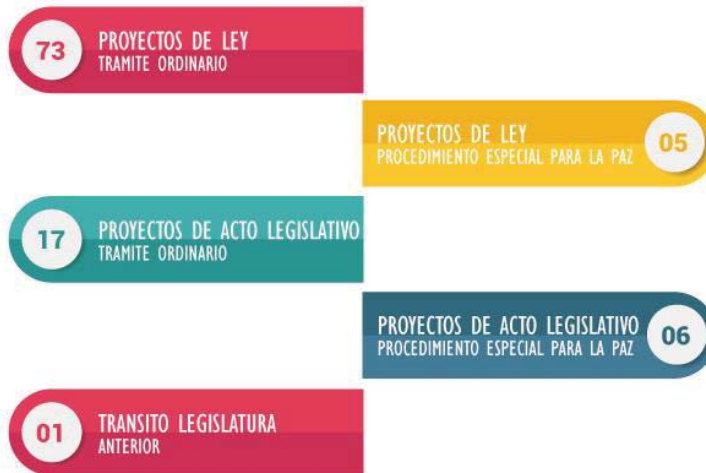 73
PROYECTOS DE LEY
TRAMITE ORDINARIO
PROYECTOS DE LEY
PROCEDIMIENTO ESPECIAL PARA LA PAZ
05
17
PROYECTOS DE ACTO LEGISLATIVO
TRAMITE ORDINARIO
PROYECTOS DE ACTO LEGISLATIVO
PROCEDIMIENTO ESPECIAL PARA LA PAZ
06
01
TRANSITO LEGISLATURA
ANTERIOR